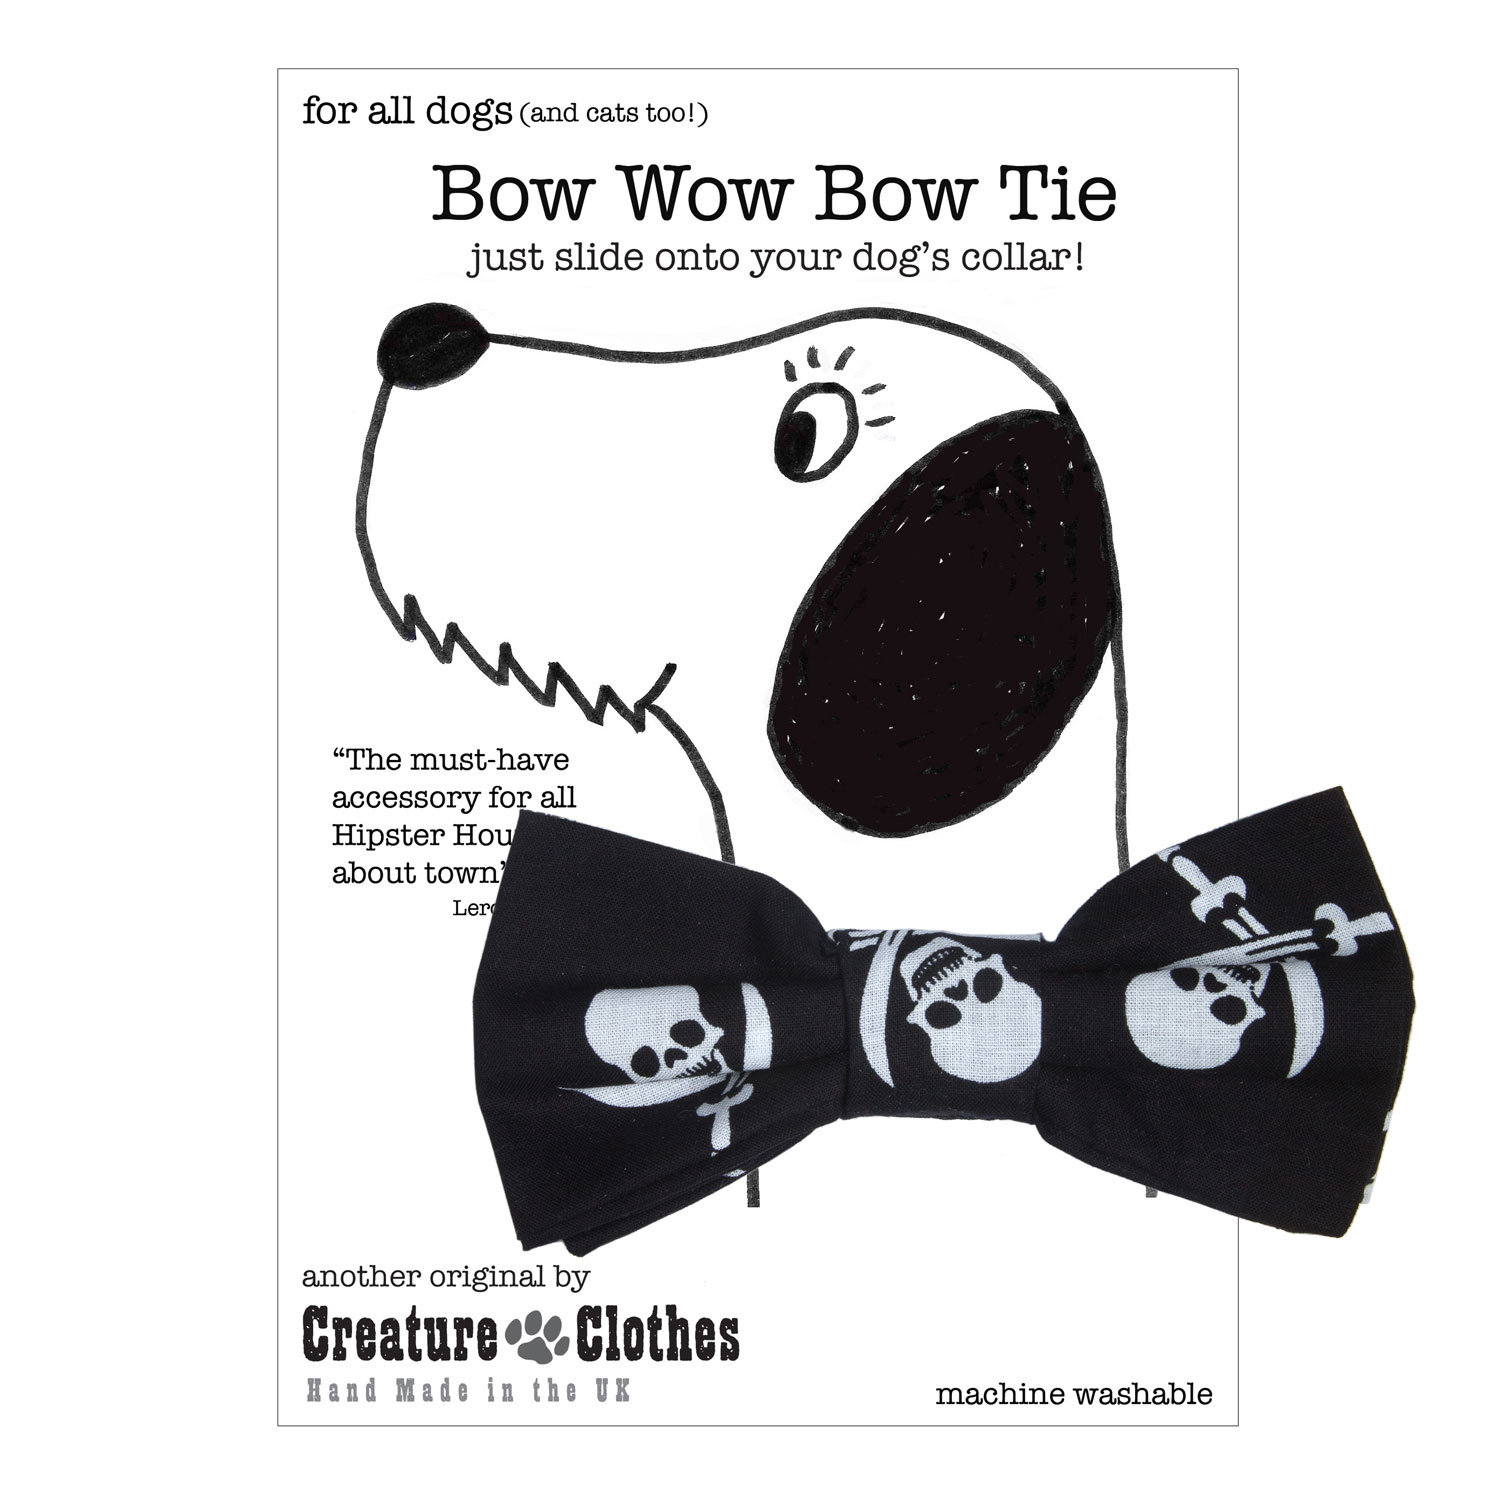 for all dogs (and cats too!)
Bow Wow Bow Tie
just slide onto your dog's collar!
“The must-have
accessory for all
Hipster
about town’
another original by
Creature Clothes
Hand Made in the UK
machine washable